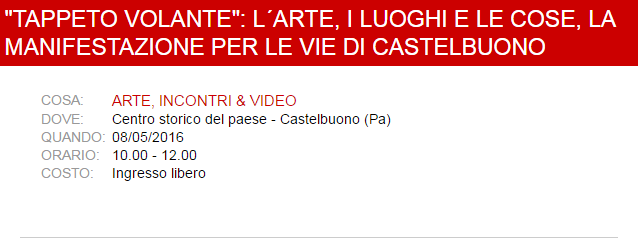 "TAPPETO VOLANTE": L´ARTE, I LUOGHI E LE COSE, LA
MANIFESTAZIONE PER LE VIE DI CASTELBUONO
COSA: ARTE, INCONTRI & VIDEO
DOVE: Centro storico del paese - Castelbuono (Pa)
QUANDO: 08/05/2016
ORARIO: 10.00 - 12.00
COSTO: Ingresso libero